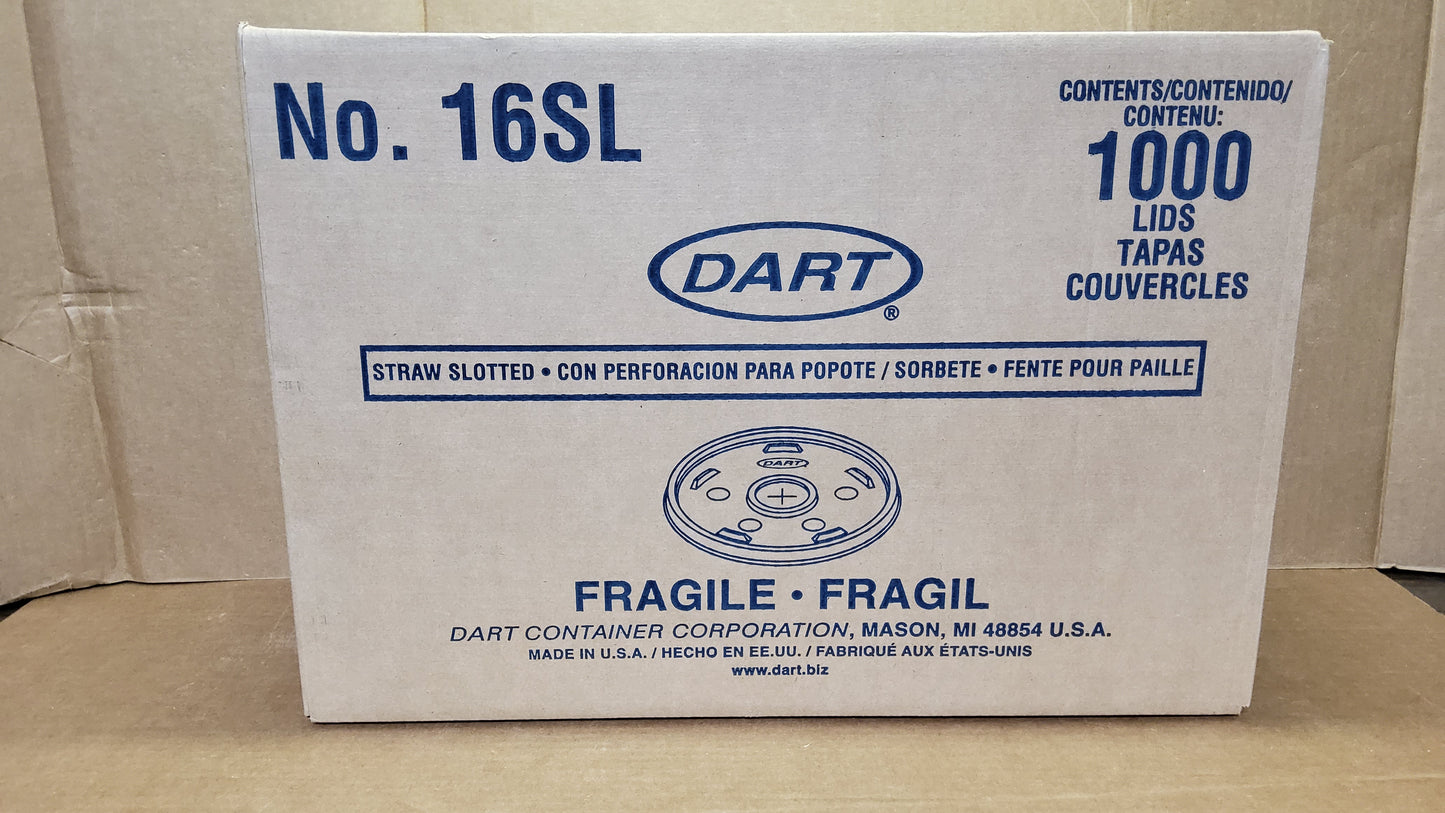 No. 16SL
CONTENTS/CONTENIDO/
CONTENU:
1000
LIDS
TAPAS
COUVERCLES
DART®
STRAW SLOTTED • CON PERFORACION PARA POPOTE / SORBETE • FENTE POUR PAILLE
DART
FRAGILE • FRAGIL
DART CONTAINER CORPORATION, MASON, MI 48854 U.S.A.
MADE IN U.S.A. / HECHO EN EE.UU. / FABRIQUÉ AUX ÉTATS-UNIS
www.dart.biz